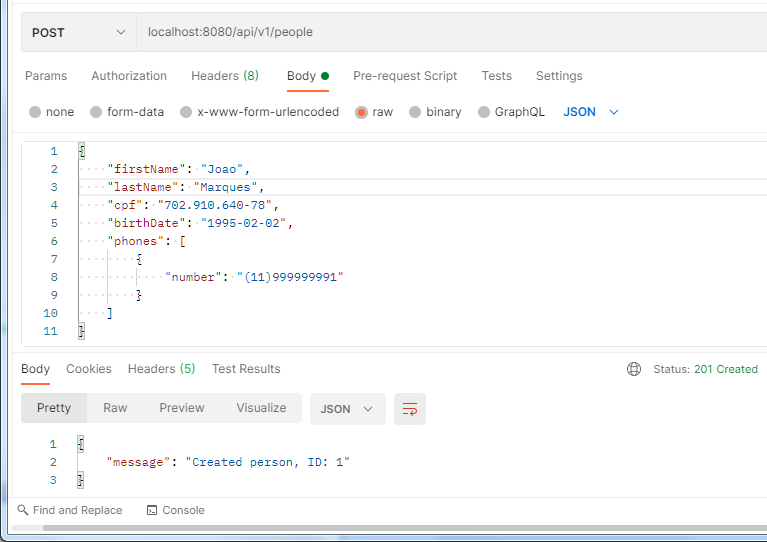 POST localhost:8080/api/v1/people
Params Authorization Headers (8) Body Pre-request Script Tests Settings
none form-data x-www-form-urlencoded raw binary GraphQL JSON
1 {
2 "firstName": "Joao",
3 "lastName": "Marques",
4 "cpf": "702.910.640-78",
5 "birthDate": "1995-02-02",
6 "phones": [
7 {
8 "number": "(11)999999991"
9 }
10 ]
11 }
Body Cookies Headers (5) Test Results Status: 201 Created
Pretty Raw Preview Visualize JSON
1 {
2 "message": "Created person, ID: 1"
3 }
Find and Replace Console